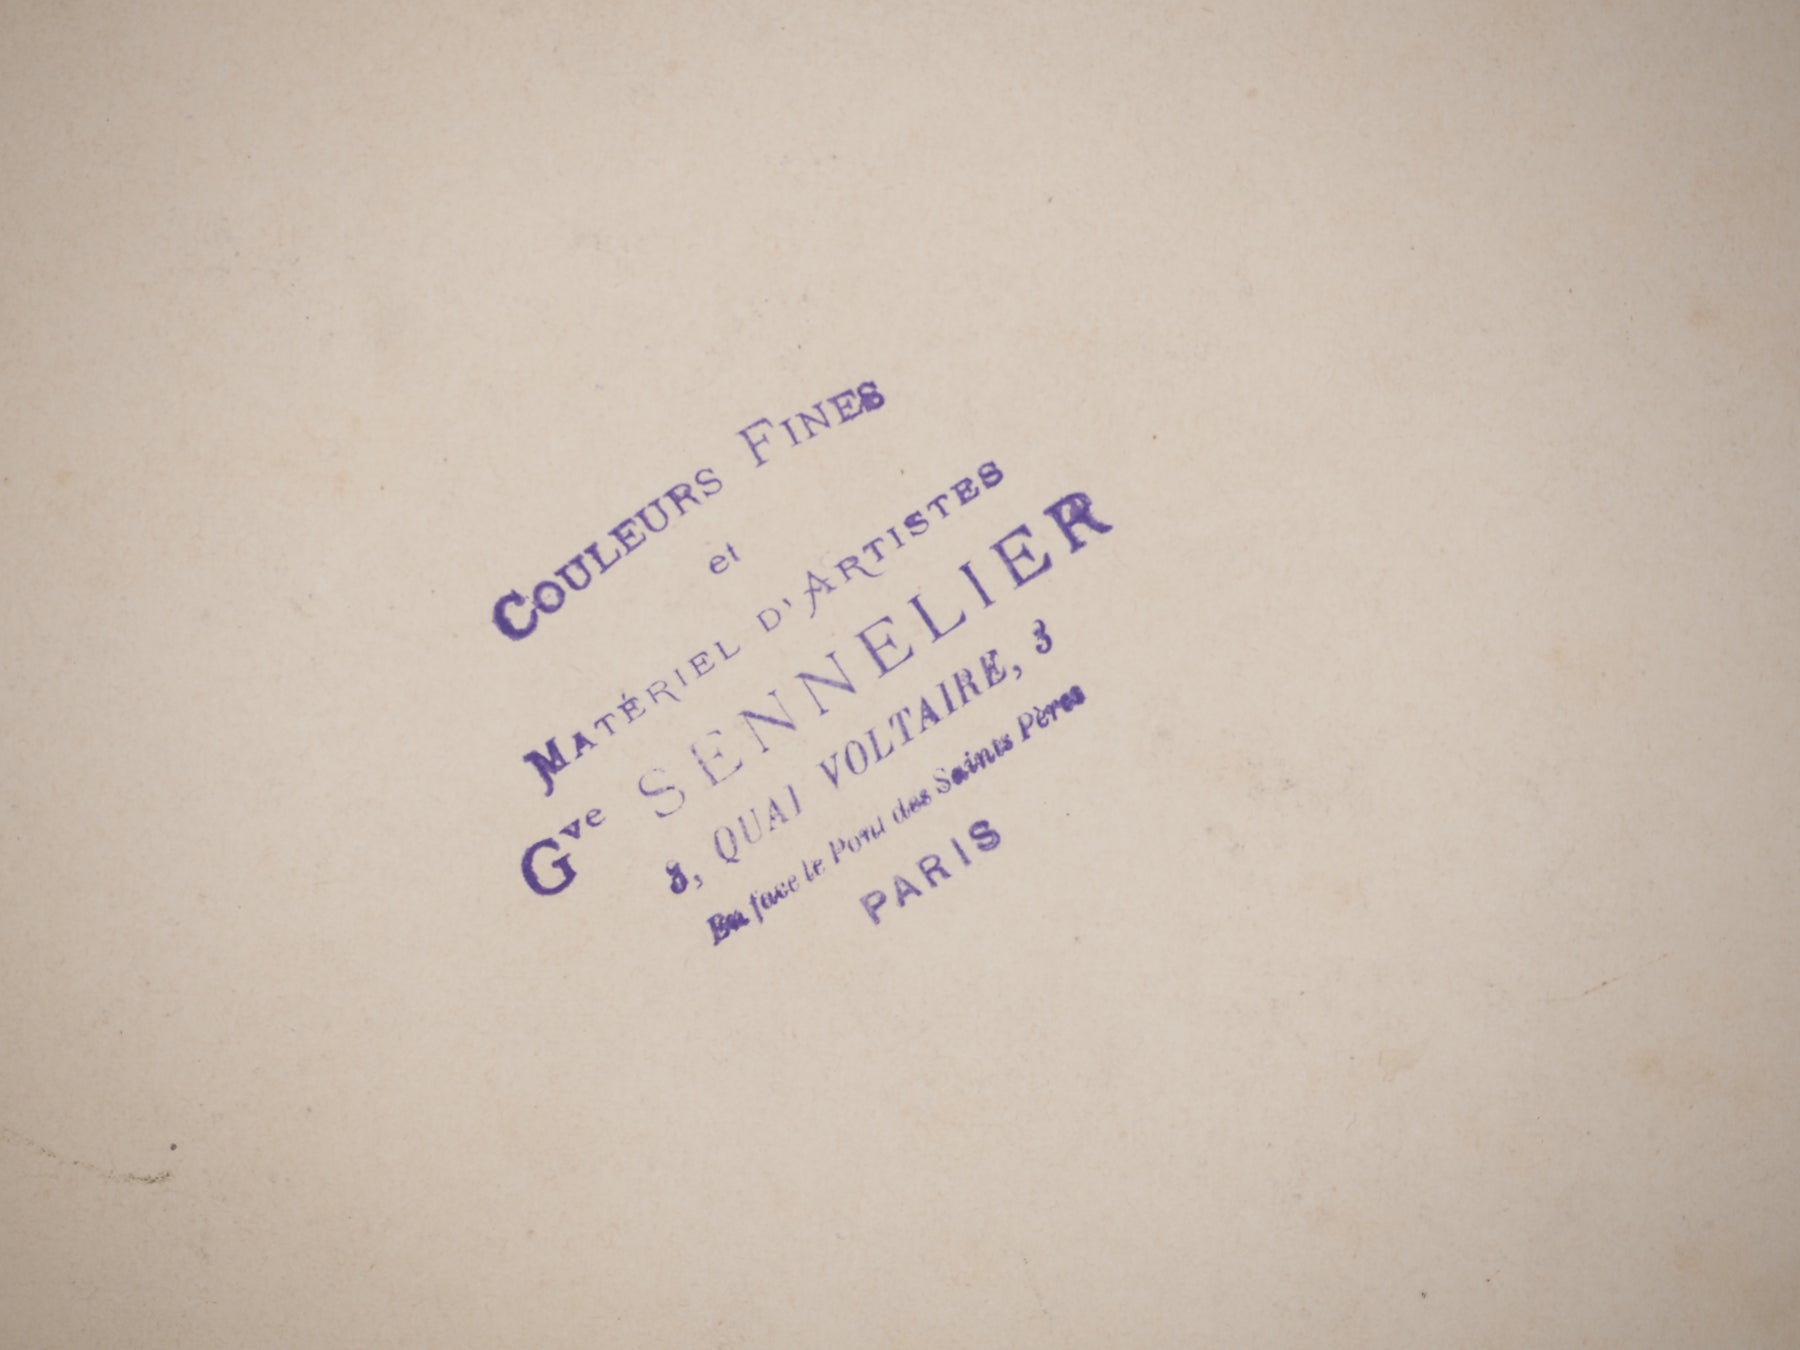 COULEURS FINES
et
MATÉRIEL D'ARTISTES
Gve SENNELIER
3, QUAI VOLTAIRE, 3
En face le Pont des Saints Pères
PARIS